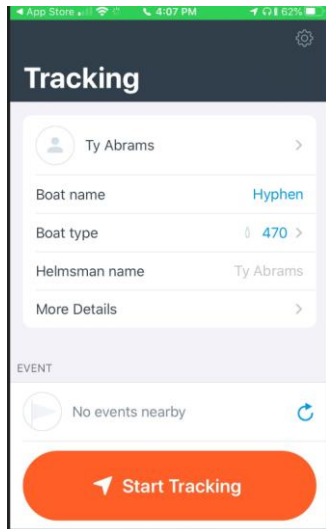 App Store 4:07 PM 62%
Tracking
Ty Abrams
Boat name Hyphen
Boat type 470
Helmsman name Ty Abrams
More Details
EVENT
No events nearby
Start Tracking